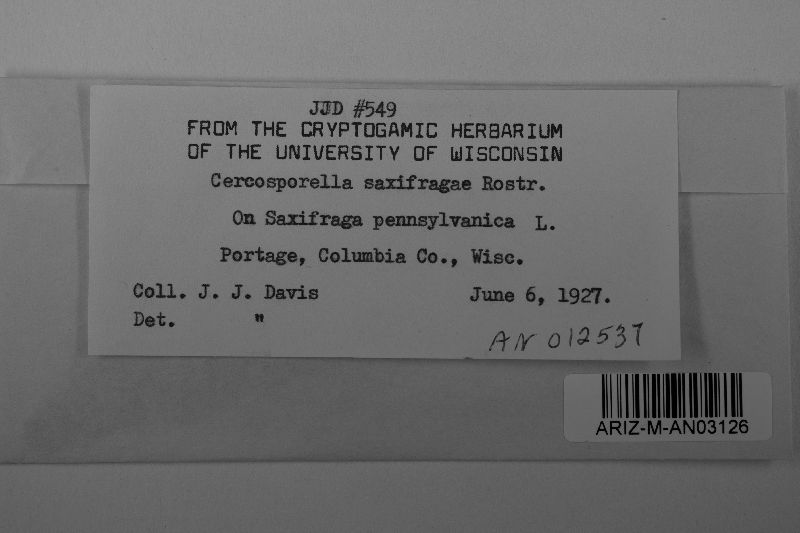 JJD #549
FROM THE CRYPTOGAMIC HERBARIUM
OF THE UNIVERSITY OF WISCONSIN
Cercosporella saxifragae Rostr.
On Saxifraga pennsylvanica L.
Portage, Columbia Co., Wisc.
Coll. J. J. Davis June 6, 1927.
Det. "
AN 012537
ARIZ-M-AN03126